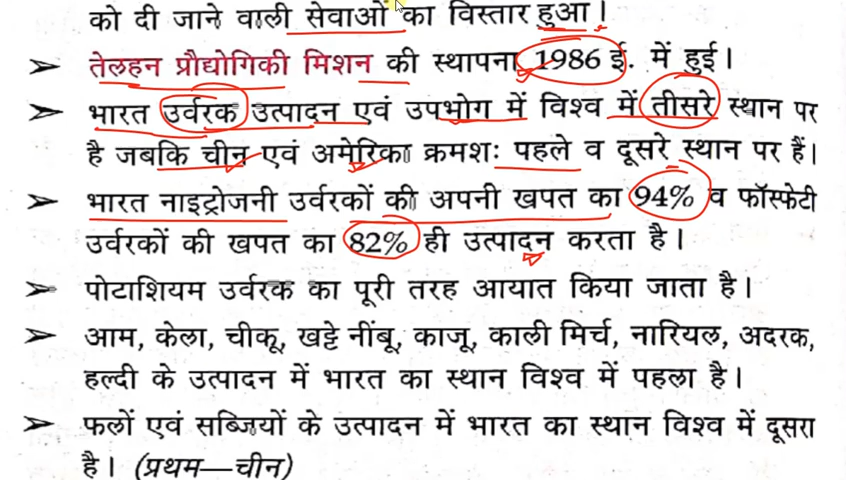 को दी जाने वाली सेवाओं का विस्तार हुआ।
➤ तेलहन प्रौद्योगिकी मिशन की स्थापना 1986 ई. में हुई।
➤ भारत उर्वरक उत्पादन एवं उपभोग में विश्व में तीसरे स्थान पर
है जबकि चीन एवं अमेरिका क्रमशः पहले व दूसरे स्थान पर हैं।
➤ भारत नाइट्रोजनी उर्वरकों की अपनी खपत का 94% व फॉस्फेटी
उर्वरकों की खपत का 82% ही उत्पादन करता है।
➤ पोटाशियम उर्वरक का पूरी तरह आयात किया जाता है।
➤ आम, केला, चीकू, खट्टे नींबू, काजू, काली मिर्च, नारियल, अदरक,
हल्दी के उत्पादन में भारत का स्थान विश्व में पहला है।
➤ फलों एवं सब्जियों के उत्पादन में भारत का स्थान विश्व में दूसरा
है। (प्रथम—चीन)